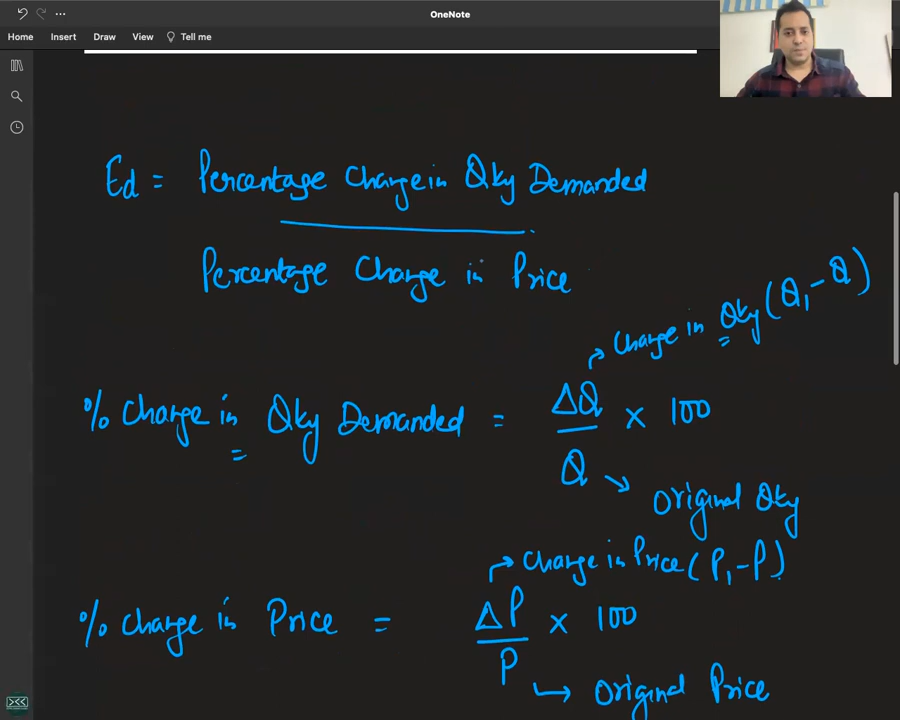 OneNote
Home Insert Draw View Tell me
Ed = Percentage Change in Qty Demanded
Percentage Change in Price
Change in Qty (Q1 - Q)
% Change in Qty Demanded = ΔQ / Q × 100
Original Qty
Change in Price (P1 - P)
% Change in Price = ΔP / P × 100
Original Price